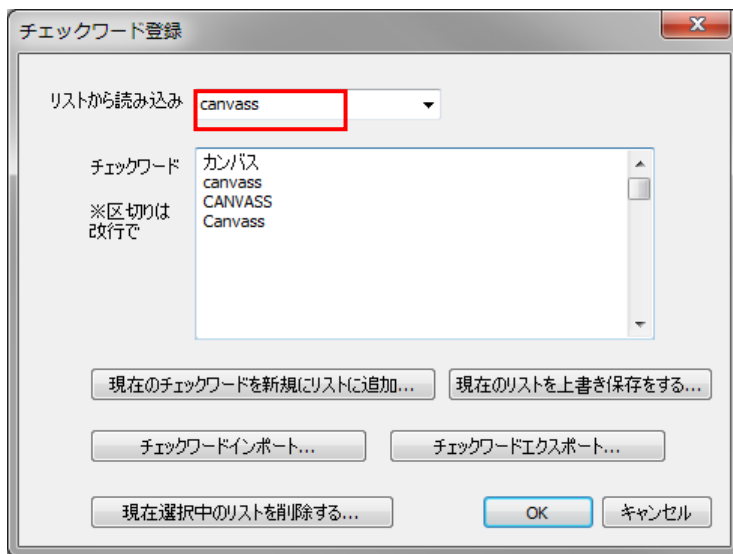 チェックワード登録
リストから読み込み
canvass
チェックワード
※区切りは
改行で
カンバス
canvass
CANVASS
Canvass
現在のチェックワードを新規にリストに追加...
現在のリストを上書き保存をする...
チェックワードインポート...
チェックワードエクスポート...
現在選択中のリストを削除する...
OK
キャンセル